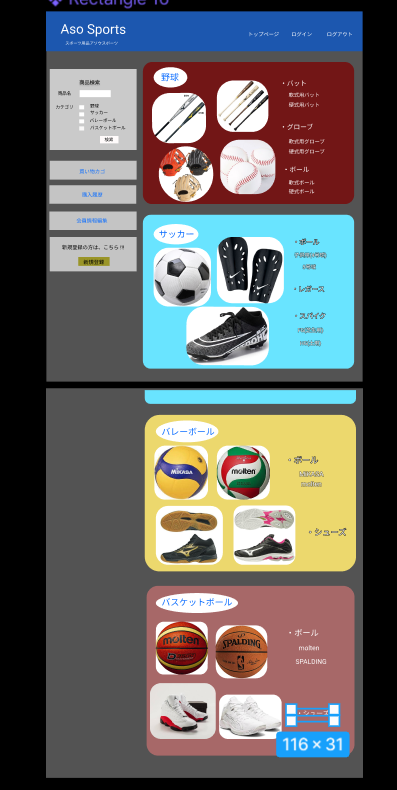 Rectangle 10
Aso Sports
スポーツ用品アソウスポーツ
トップページ ログイン ログアウト
商品検索
商品名
カテゴリ 野球
サッカー
バレーボール
バスケットボール
検索
買い物カゴ
購入履歴
会員情報編集
新規登録の方は、こちら!!
新規登録
野球
・バット
軟式用バット
硬式用バット
・グローブ
軟式用グローブ
硬式用グローブ
・ボール
軟式ボール
硬式ボール
サッカー
・ボール
・レガース
・スパイク
バレーボール
MIKASA
molten
・ボール
MIKASA
molten
・シューズ
バスケットボール
molten
SPALDING
・ボール
molten
SPALDING
・シューズ
116 × 31